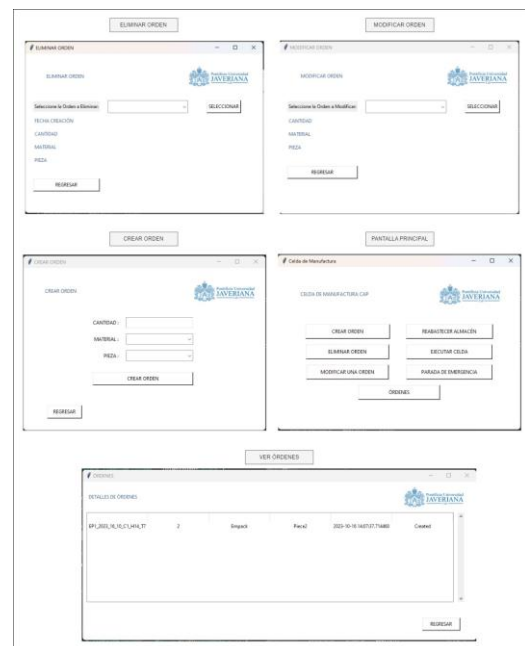 ELIMINAR ORDEN
ELIMINAR ORDEN
ELIMINAR ORDEN
Pontificia Universidad
JAVERIANA
Seleccione la Orden a Eliminar:
SELECCIONAR
FECHA CREACIÓN
CANTIDAD
MATERIAL
PIEZA
REGRESAR
MODIFICAR ORDEN
MODIFICAR ORDEN
MODIFICAR ORDEN
Pontificia Universidad
JAVERIANA
Seleccione la Orden a Modificar:
SELECCIONAR
CANTIDAD
MATERIAL
PIEZA
REGRESAR
CREAR ORDEN
CREAR ORDEN
CREAR ORDEN
Pontificia Universidad
JAVERIANA
CANTIDAD :
MATERIAL :
PIEZA :
CREAR ORDEN
REGRESAR
PANTALLA PRINCIPAL
Celda de Manufactura
CELDA DE MANUFACTURA CAP
Pontificia Universidad
JAVERIANA
CREAR ORDEN
REABASTECER ALMACÉN
ELIMINAR ORDEN
EJECUTAR CELDA
MODIFICAR UNA ORDEN
PARADA DE EMERGENCIA
ÓRDENES
VER ÓRDENES
ÓRDENES
DETALLES DE ÓRDENES
Pontificia Universidad
JAVERIANA
2 Empack Pieza2 Created
REGRESAR